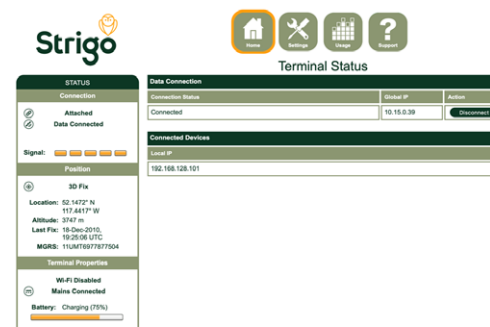 Strigo
Home
Settings
Usage
Support
Terminal Status
STATUS
Connection
Attached
Data Connected
Signal:
Position
3D Fix
Location: 52.1472° N
117.4417° W
Altitude: 3747 m
Last Fix: 18-Dec-2010,
19:25:06 UTC
MGRS: 11UMT6977877504
Terminal Properties
Wi-Fi Disabled
Mains Connected
Battery: Charging (75%)
Data Connection
Connection Status Global IP Action
Connected 10.15.0.39 Disconnect
Connected Devices
Local IP
192.168.128.101